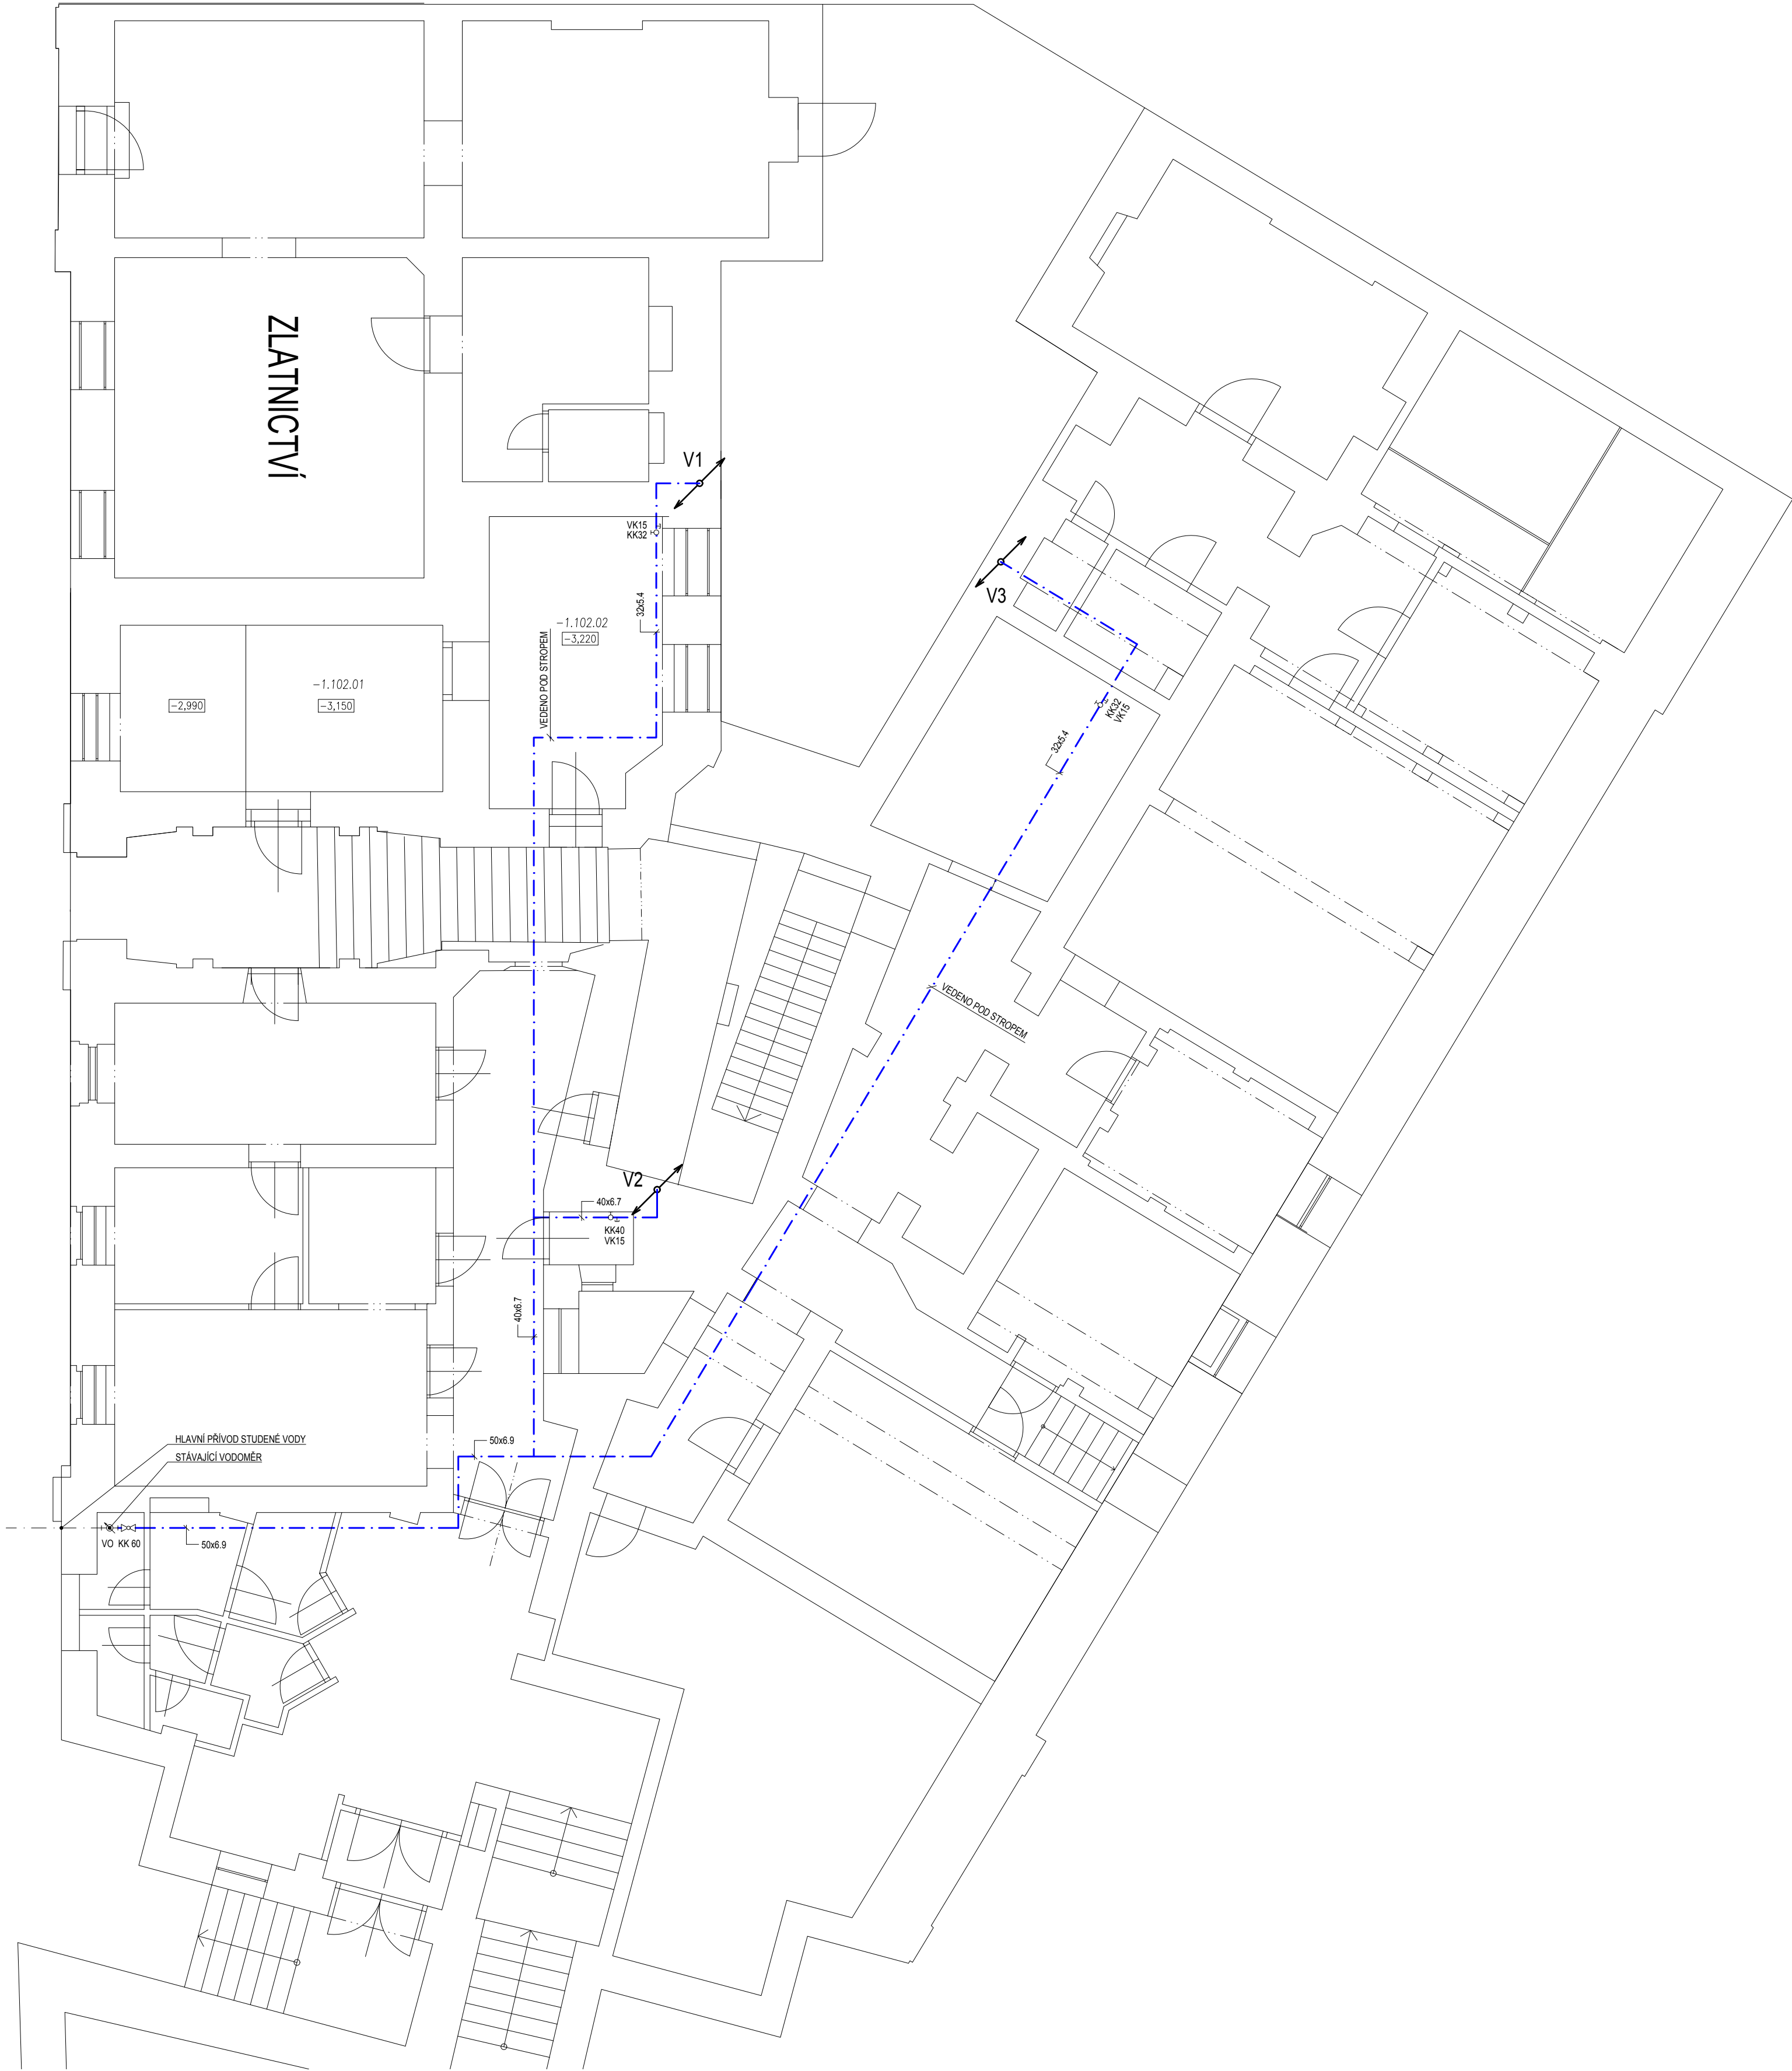 ZLATNICTVÍ
V1
VK15
KK32
32x5.4
-1.102.02
-3,220
VEDENO POD STROPEM
-1.102.01
-3,150
-2,990
V3
KK32
VK15
32x5.4
VEDENO POD STROPEM
V2
40x6.7
KK40
VK15
40x6.7
HLAVNÍ PŘÍVOD STUDENÉ VODY
STÁVAJÍCÍ VODOMĚR
50x6.9
VO KK 60
50x6.9